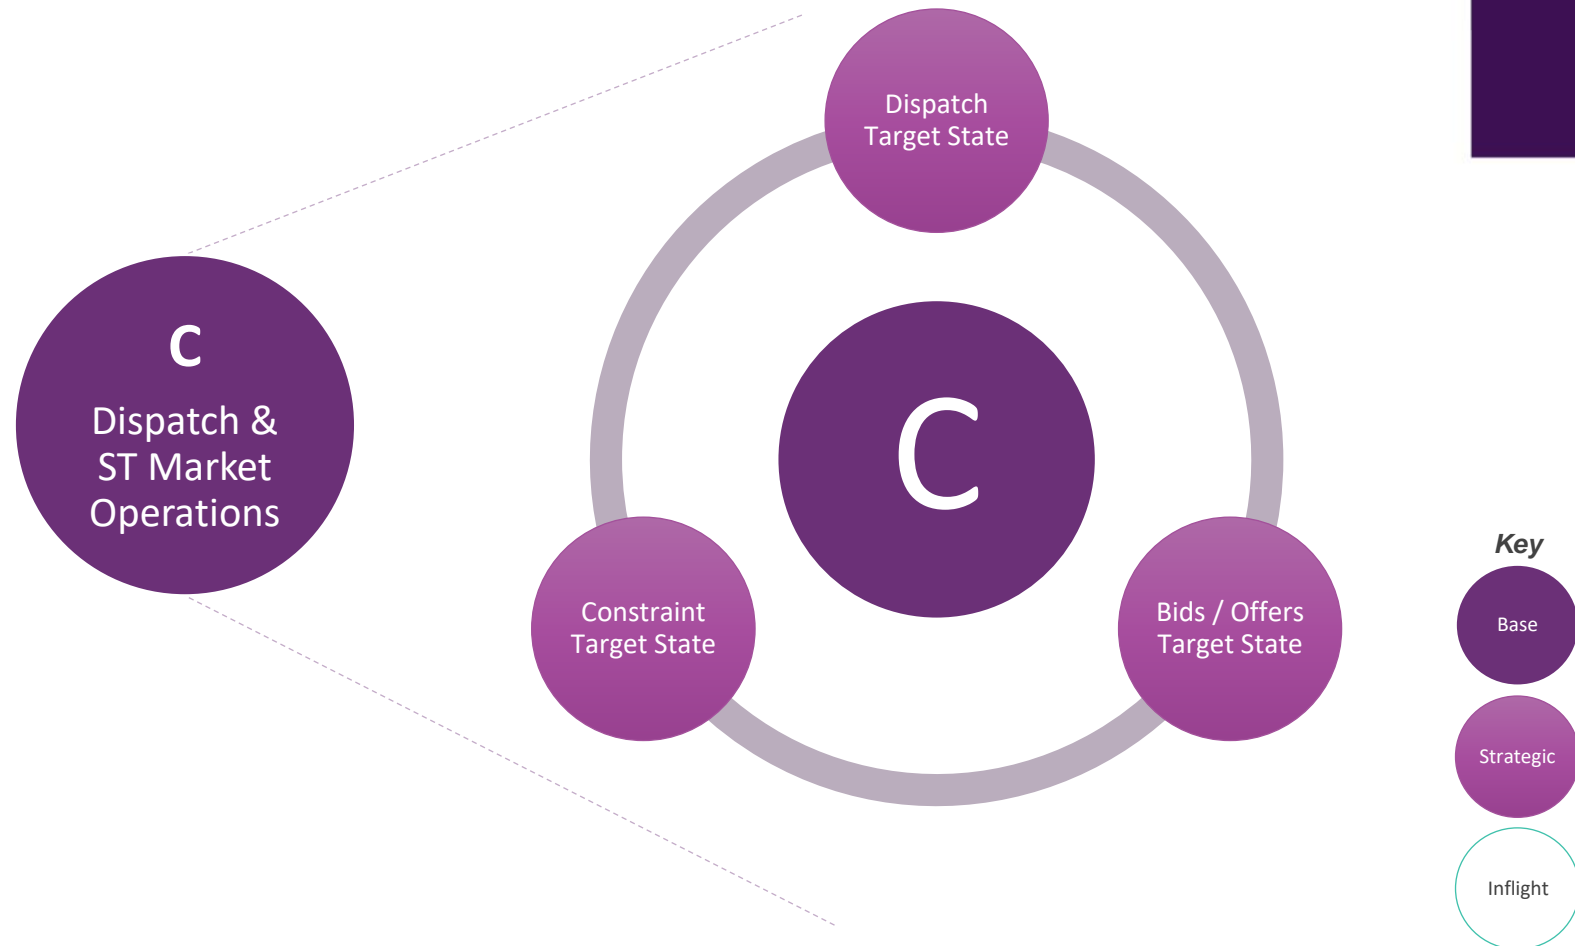 C
Dispatch &
ST Market
Operations
Dispatch
Target State
C
Constraint
Target State
Bids / Offers
Target State
Key
Base
Strategic
Inflight